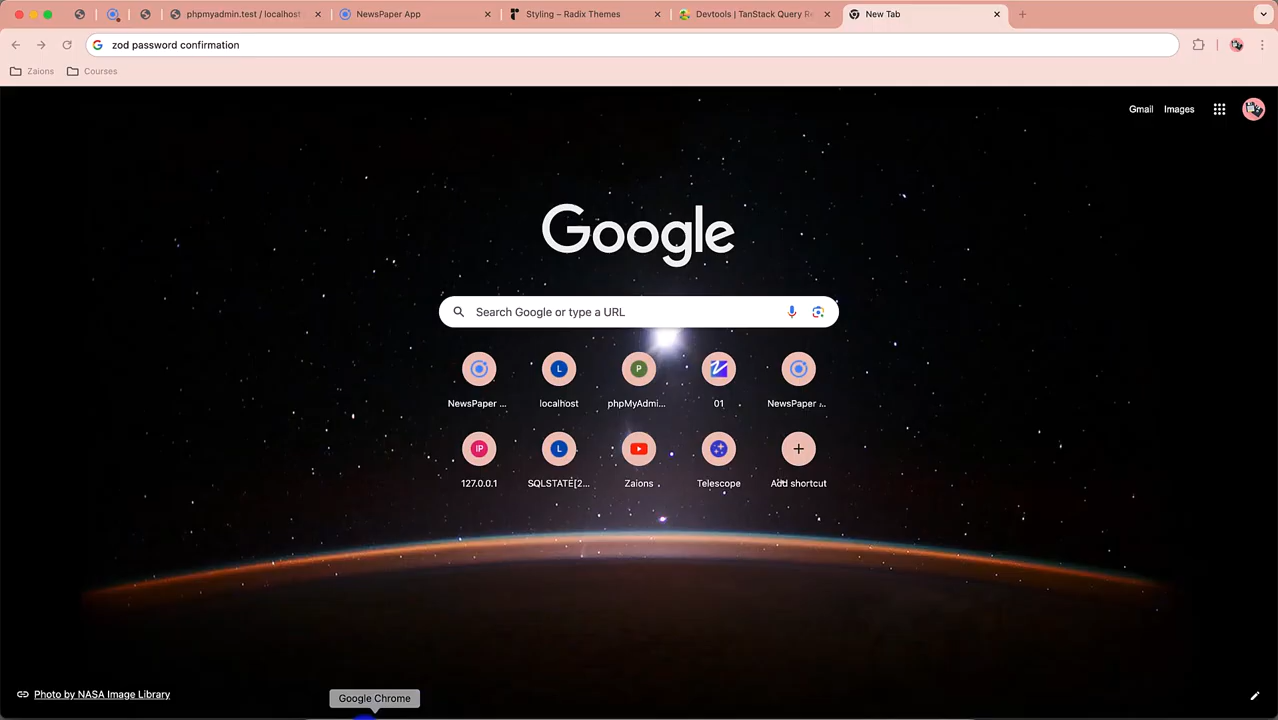 phpmyadmin.test / localhost
NewsPaper App
Styling – Radix Themes
Devtools | TanStack Query Re
New Tab
zod password confirmation
Zaions
Courses
Gmail
Images
Google
Search Google or type a URL
NewsPaper ...
L
localhost
P
phpMyAdmi...
01
NewsPaper ...
IP
127.0.0.1
L
SQLSTATE[2...
Zaions
Telescope
Add shortcut
Photo by NASA Image Library
Google Chrome